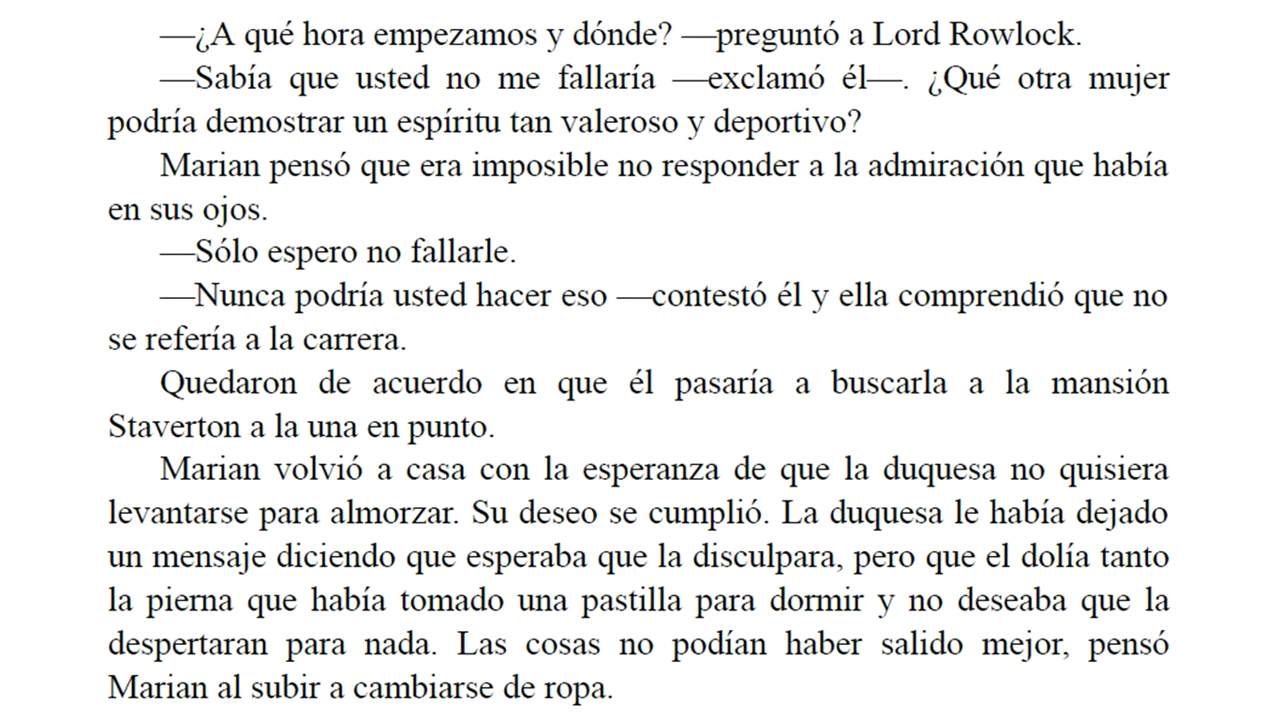 —¿A qué hora empezamos y dónde? —preguntó a Lord Rowlock.
—Sabía que usted no me fallaría —exclamó él—. ¿Qué otra mujer
podría demostrar un espíritu tan valeroso y deportivo?
Marian pensó que era imposible no responder a la admiración que había
en sus ojos.
—Sólo espero no fallarle.
—Nunca podría usted hacer eso —contestó él y ella comprendió que no
se refería a la carrera.
Quedaron de acuerdo en que él pasaría a buscarla a la mansión
Staverton a la una en punto.
Marian volvió a casa con la esperanza de que la duquesa no quisiera
levantarse para almorzar. Su deseo se cumplió. La duquesa le había dejado
un mensaje diciendo que esperaba que la disculpara, pero que el dolía tanto
la pierna que había tomado una pastilla para dormir y no deseaba que la
despertaran para nada. Las cosas no podían haber salido mejor, pensó
Marian al subir a cambiarse de ropa.